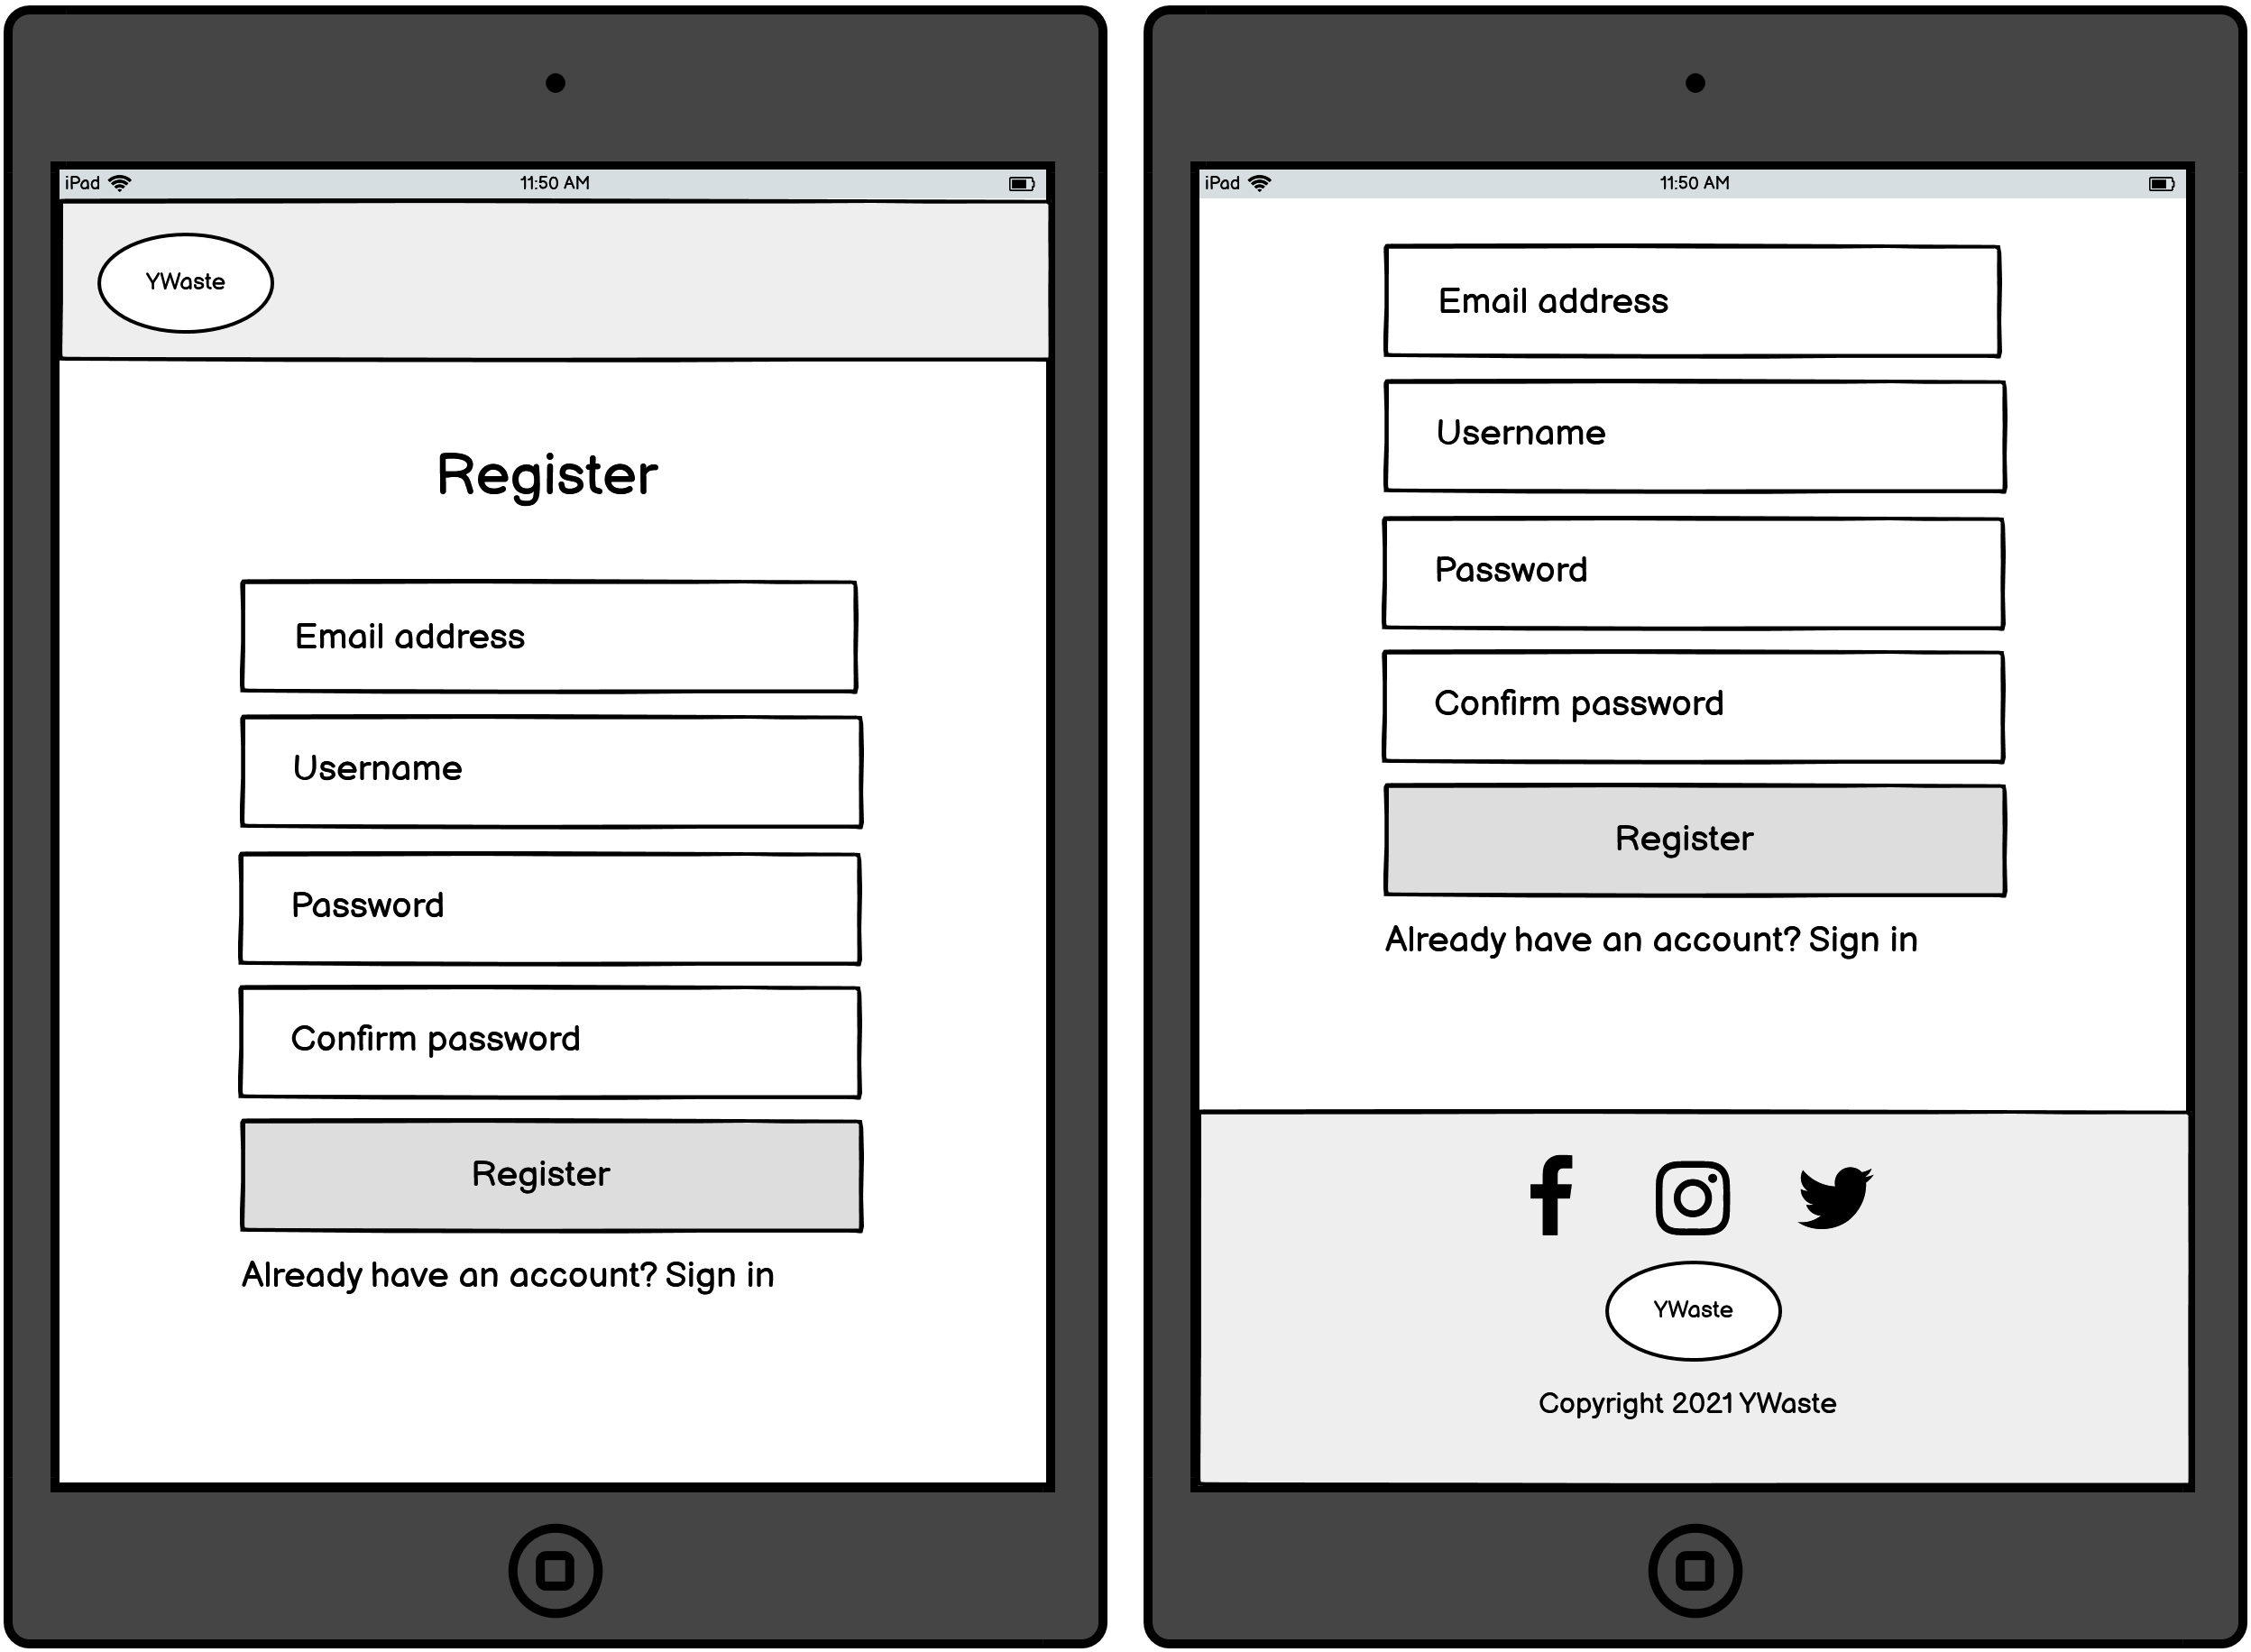 iPad 11:50 AM
YWaste
Register
Email address
Username
Password
Confirm password
Register
Already have an account? Sign in
iPad 11:50 AM
Email address
Username
Password
Confirm password
Register
Already have an account? Sign in
YWaste
Copyright 2021 YWaste